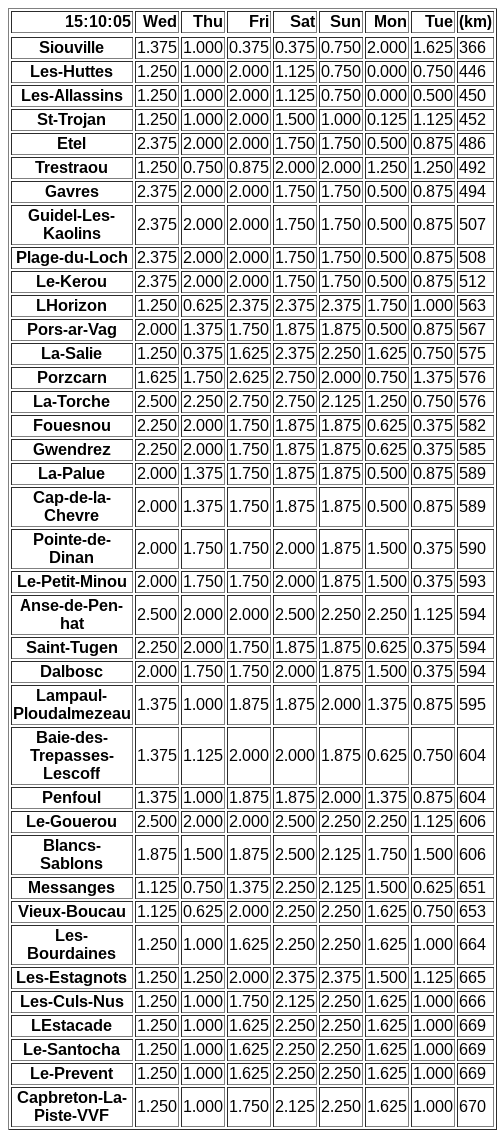 15:10:05 Wed Thu Fri Sat Sun Mon Tue (km)
Siouville 1.375 1.000 0.375 0.375 0.750 2.000 1.625 366
Les-Huttes 1.250 1.000 2.000 1.125 0.750 0.000 0.750 446
Les-Allassins 1.250 1.000 2.000 1.125 0.750 0.000 0.500 450
St-Trojan 1.250 1.000 2.000 1.500 1.000 0.125 1.125 452
Etel 2.375 2.000 2.000 1.750 1.750 0.500 0.875 486
Trestraou 1.250 0.750 0.875 2.000 2.000 1.250 1.250 492
Gavres 2.375 2.000 2.000 1.750 1.750 0.500 0.875 494
Guidel-Les-
Kaolins 2.375 2.000 2.000 1.750 1.750 0.500 0.875 507
Plage-du-Loch 2.375 2.000 2.000 1.750 1.750 0.500 0.875 508
Le-Kerou 2.375 2.000 2.000 1.750 1.750 0.500 0.875 512
LHorizon 1.250 0.625 2.375 2.375 2.375 1.750 1.000 563
Pors-ar-Vag 2.000 1.375 1.750 1.875 1.875 0.500 0.875 567
La-Salie 1.250 0.375 1.625 2.375 2.250 1.625 0.750 575
Porzcarn 1.625 1.750 2.625 2.750 2.000 0.750 1.375 576
La-Torche 2.500 2.250 2.750 2.750 2.125 1.250 0.750 576
Fouesnou 2.250 2.000 1.750 1.875 1.875 0.625 0.375 582
Gwendrez 2.250 2.000 1.750 1.875 1.875 0.625 0.375 585
La-Palue 2.000 1.375 1.750 1.875 1.875 0.500 0.875 589
Cap-de-la-
Chevre 2.000 1.375 1.750 1.875 1.875 0.500 0.875 589
Pointe-de-
Dinan 2.000 1.750 1.750 2.000 1.875 1.500 0.375 590
Le-Petit-Minou 2.000 1.750 1.750 2.000 1.875 1.500 0.375 593
Anse-de-Pen-
hat 2.500 2.000 2.000 2.500 2.250 2.250 1.125 594
Saint-Tugen 2.250 2.000 1.750 1.875 1.875 0.625 0.375 594
Dalbosc 2.000 1.750 1.750 2.000 1.875 1.500 0.375 594
Lampaul-
Ploudalmezeau 1.375 1.000 1.875 1.875 2.000 1.375 0.875 595
Baie-des-
Trepasses-
Lescoff 1.375 1.125 2.000 2.000 1.875 0.625 0.750 604
Penfoul 1.375 1.000 1.875 1.875 2.000 1.375 0.875 604
Le-Gouerou 2.500 2.000 2.000 2.500 2.250 2.250 1.125 606
Blancs-
Sablons 1.875 1.500 1.875 2.500 2.125 1.750 1.500 606
Messanges 1.125 0.750 1.375 2.250 2.125 1.500 0.625 651
Vieux-Boucau 1.125 0.625 2.000 2.250 2.250 1.625 0.750 653
Les-
Bourdaines 1.250 1.000 1.625 2.250 2.250 1.625 1.000 664
Les-Estagnots 1.250 1.250 2.000 2.375 2.375 1.500 1.125 665
Les-Culs-Nus 1.250 1.000 1.750 2.125 2.250 1.625 1.000 666
LEstacade 1.250 1.000 1.625 2.250 2.250 1.625 1.000 669
Le-Santocha 1.250 1.000 1.625 2.250 2.250 1.625 1.000 669
Le-Prevent 1.250 1.000 1.625 2.250 2.250 1.625 1.000 669
Capbreton-La-
Piste-VVF 1.250 1.000 1.750 2.125 2.250 1.625 1.000 670